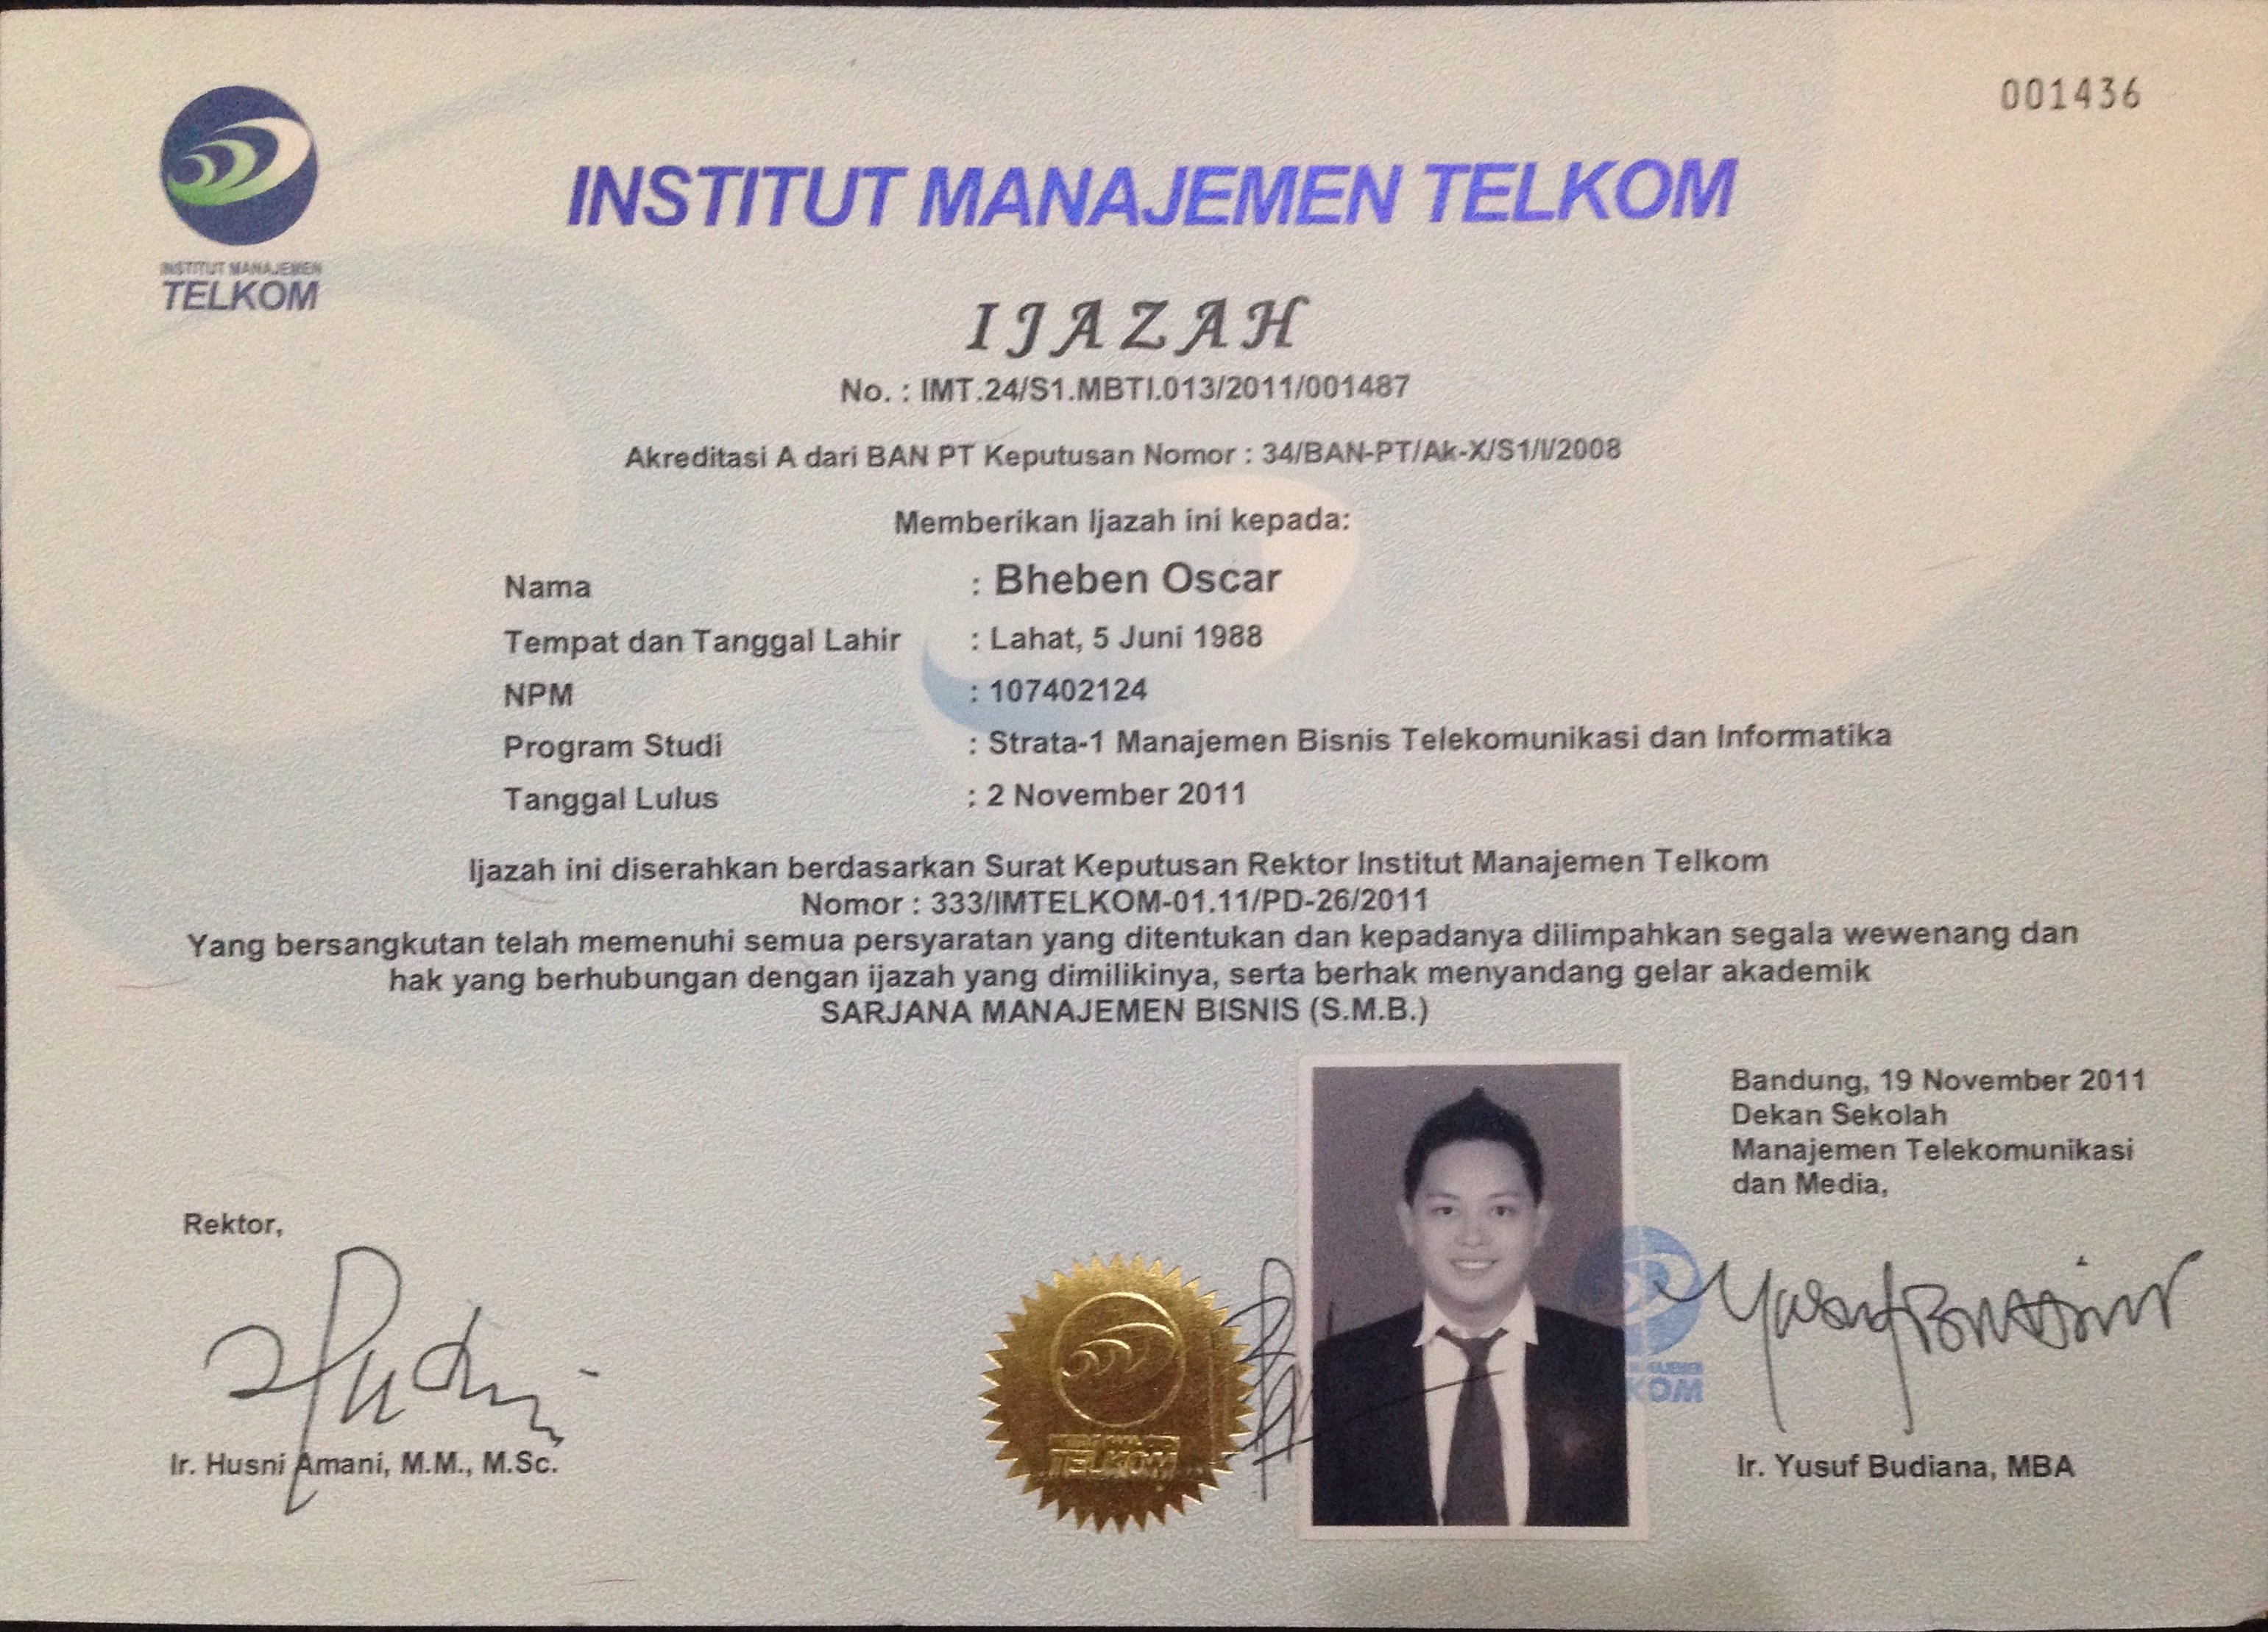 001436
INSTITUT MANAJEMEN
TELKOM
INSTITUT MANAJEMEN TELKOM
IJAZAH
No. : IMT.24/S1.MBTI.013/2011/001487
Akreditasi A dari BAN PT Keputusan Nomor : 34/BAN-PT/Ak-X/S1/I/2008
Memberikan Ijazah ini kepada:
Nama : Bheben Oscar
Tempat dan Tanggal Lahir : Lahat, 5 Juni 1988
NPM : 107402124
Program Studi : Strata-1 Manajemen Bisnis Telekomunikasi dan Informatika
Tanggal Lulus : 2 November 2011
Ijazah ini diserahkan berdasarkan Surat Keputusan Rektor Institut Manajemen Telkom
Nomor : 333/IMTELKOM-01.11/PD-26/2011
Yang bersangkutan telah memenuhi semua persyaratan yang ditentukan dan kepadanya dilimpahkan segala wewenang dan
hak yang berhubungan dengan ijazah yang dimilikinya, serta berhak menyandang gelar akademik
SARJANA MANAJEMEN BISNIS (S.M.B.)
Bandung, 19 November 2011
Dekan Sekolah
Manajemen Telekomunikasi
dan Media,
Rektor,
TELKOM
Ir. Husni Amani, M.M., M.Sc.
Ir. Yusuf Budiana, MBA